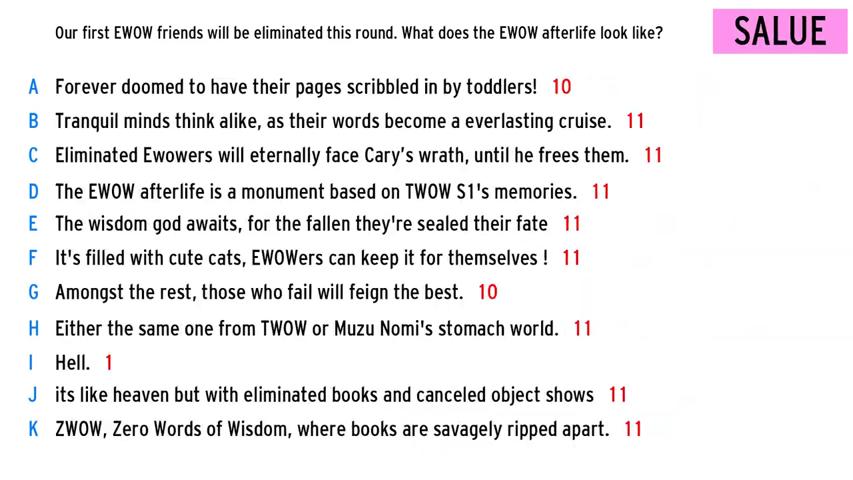 Our first EWOW friends will be eliminated this round. What does the EWOW afterlife look like?
SALUE
A Forever doomed to have their pages scribbled in by toddlers! 10
B Tranquil minds think alike, as their words become a everlasting cruise. 11
C Eliminated Ewowers will eternally face Cary's wrath, until he frees them. 11
D The EWOW afterlife is a monument based on TWOW S1's memories. 11
E The wisdom god awaits, for the fallen they're sealed their fate 11
F It's filled with cute cats, EWOWers can keep it for themselves ! 11
G Amongst the rest, those who fail will feign the best. 10
H Either the same one from TWOW or Muzu Nomi's stomach world. 11
I Hell. 1
J its like heaven but with eliminated books and canceled object shows 11
K ZWOW, Zero Words of Wisdom, where books are savagely ripped apart. 11